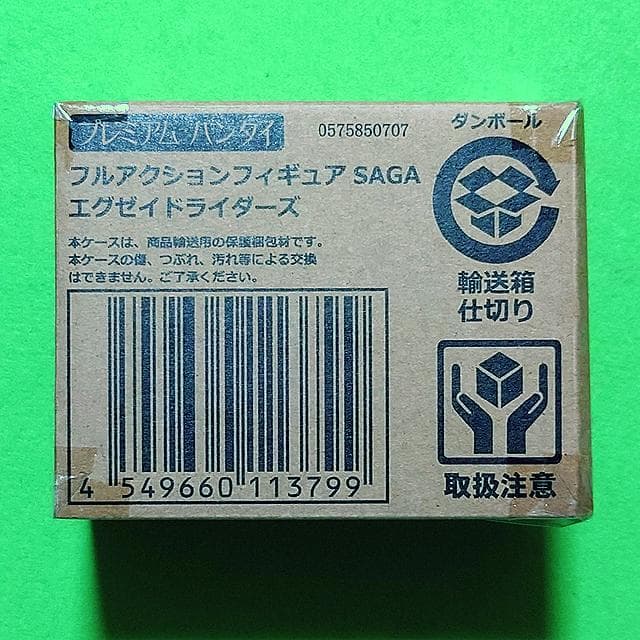 プレミアム バンダイ
0575850707
フルアクションフィギュア SAGA
エグゼイドライダーズ
本ケースは、商品輸送用の保護梱包材です。
本ケースの傷、つぶれ、汚れ等による交換
はできません。ご了承ください。
4 549660 113799
ダンボール
輸送箱
仕切り
取扱注意